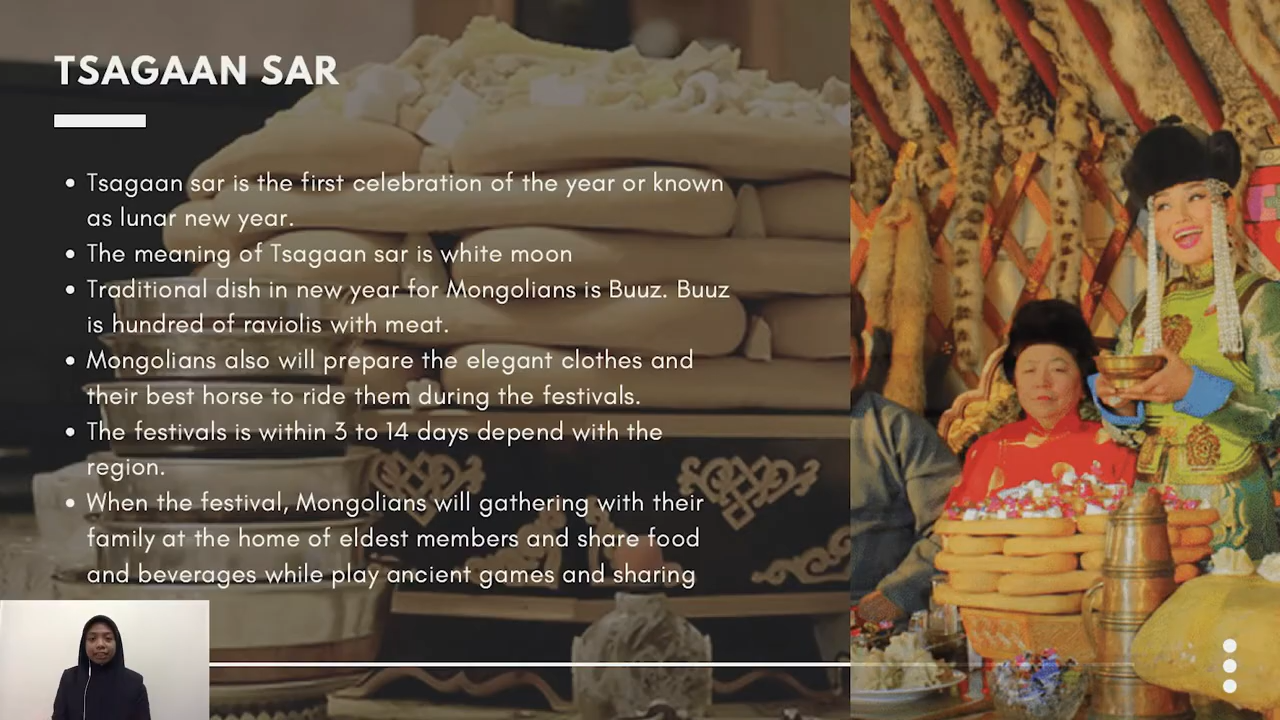 TSAGAAN SAR
• Tsagaan sar is the first celebration of the year or known
as lunar new year.
• The meaning of Tsagaan sar is white moon
• Traditional dish in new year for Mongolians is Buuz. Buuz
is hundred of raviolis with meat.
• Mongolians also will prepare the elegant clothes and
their best horse to ride them during the festivals.
• The festivals is within 3 to 14 days depend with the
region.
• When the festival, Mongolians will gathering with their
family at the home of eldest members and share food
and beverages while play ancient games and sharing